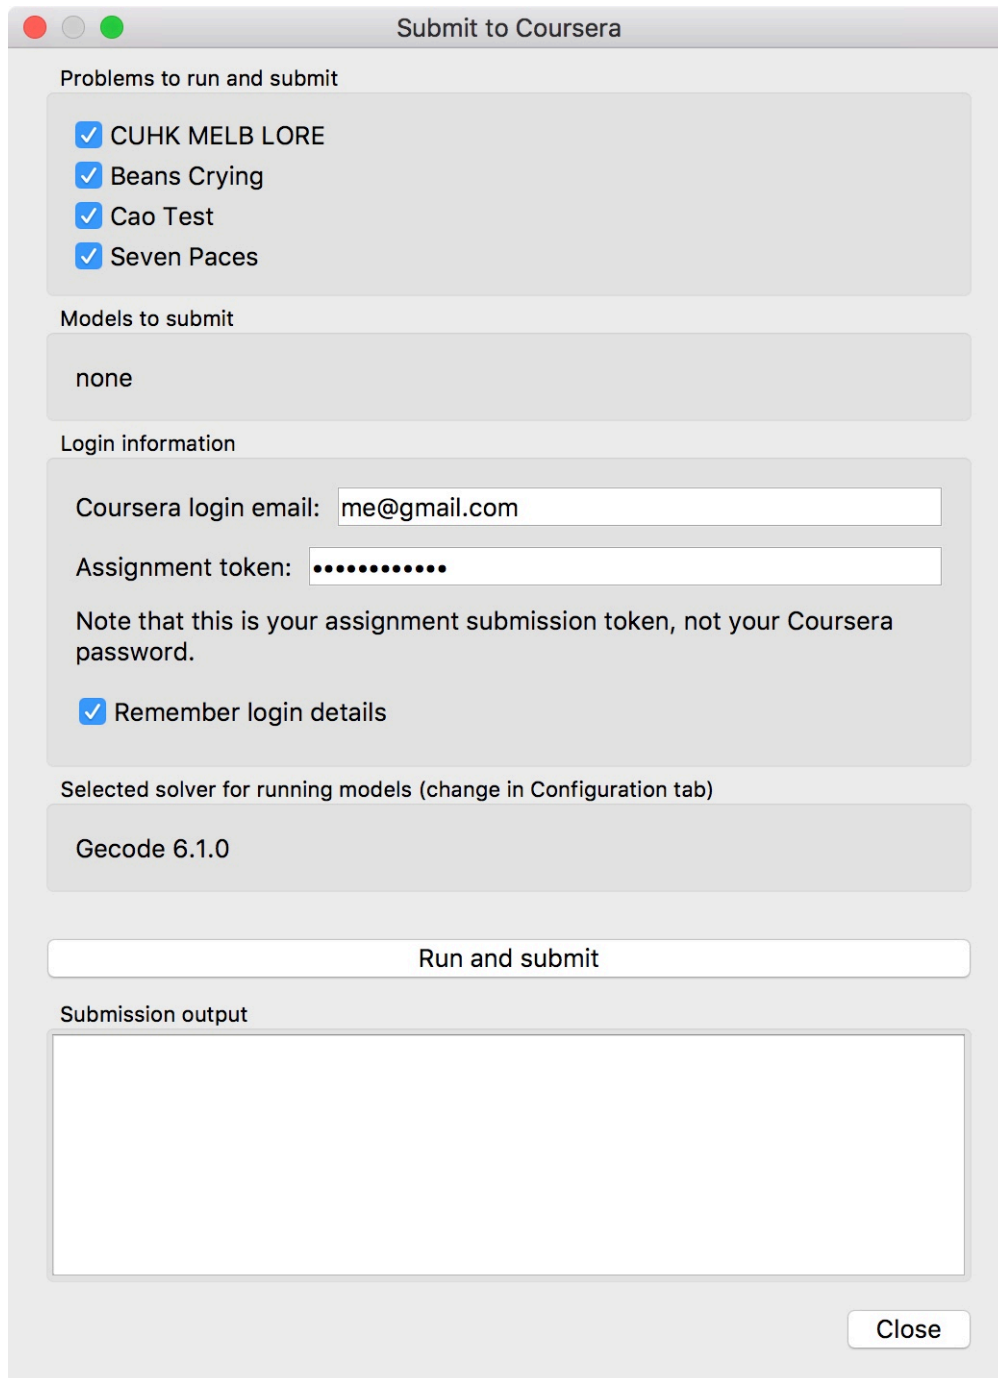 Submit to Coursera
Problems to run and submit
CUHK MELB LORE
Beans Crying
Cao Test
Seven Paces
Models to submit
none
Login information
Coursera login email: me@gmail.com
Assignment token: ••••••••••••
Note that this is your assignment submission token, not your Coursera
password.
Remember login details
Selected solver for running models (change in Configuration tab)
Gecode 6.1.0
Run and submit
Submission output
Close